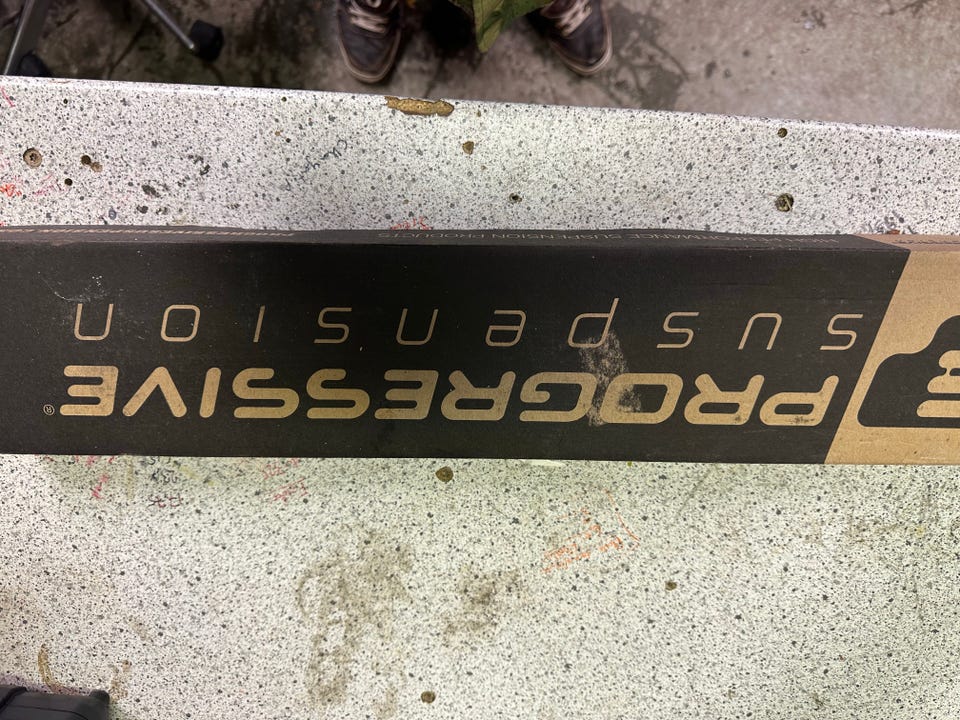 PROGRESSIVE®
suspension
HIGH-PERFORMANCE SUSPENSION PRODUCTS